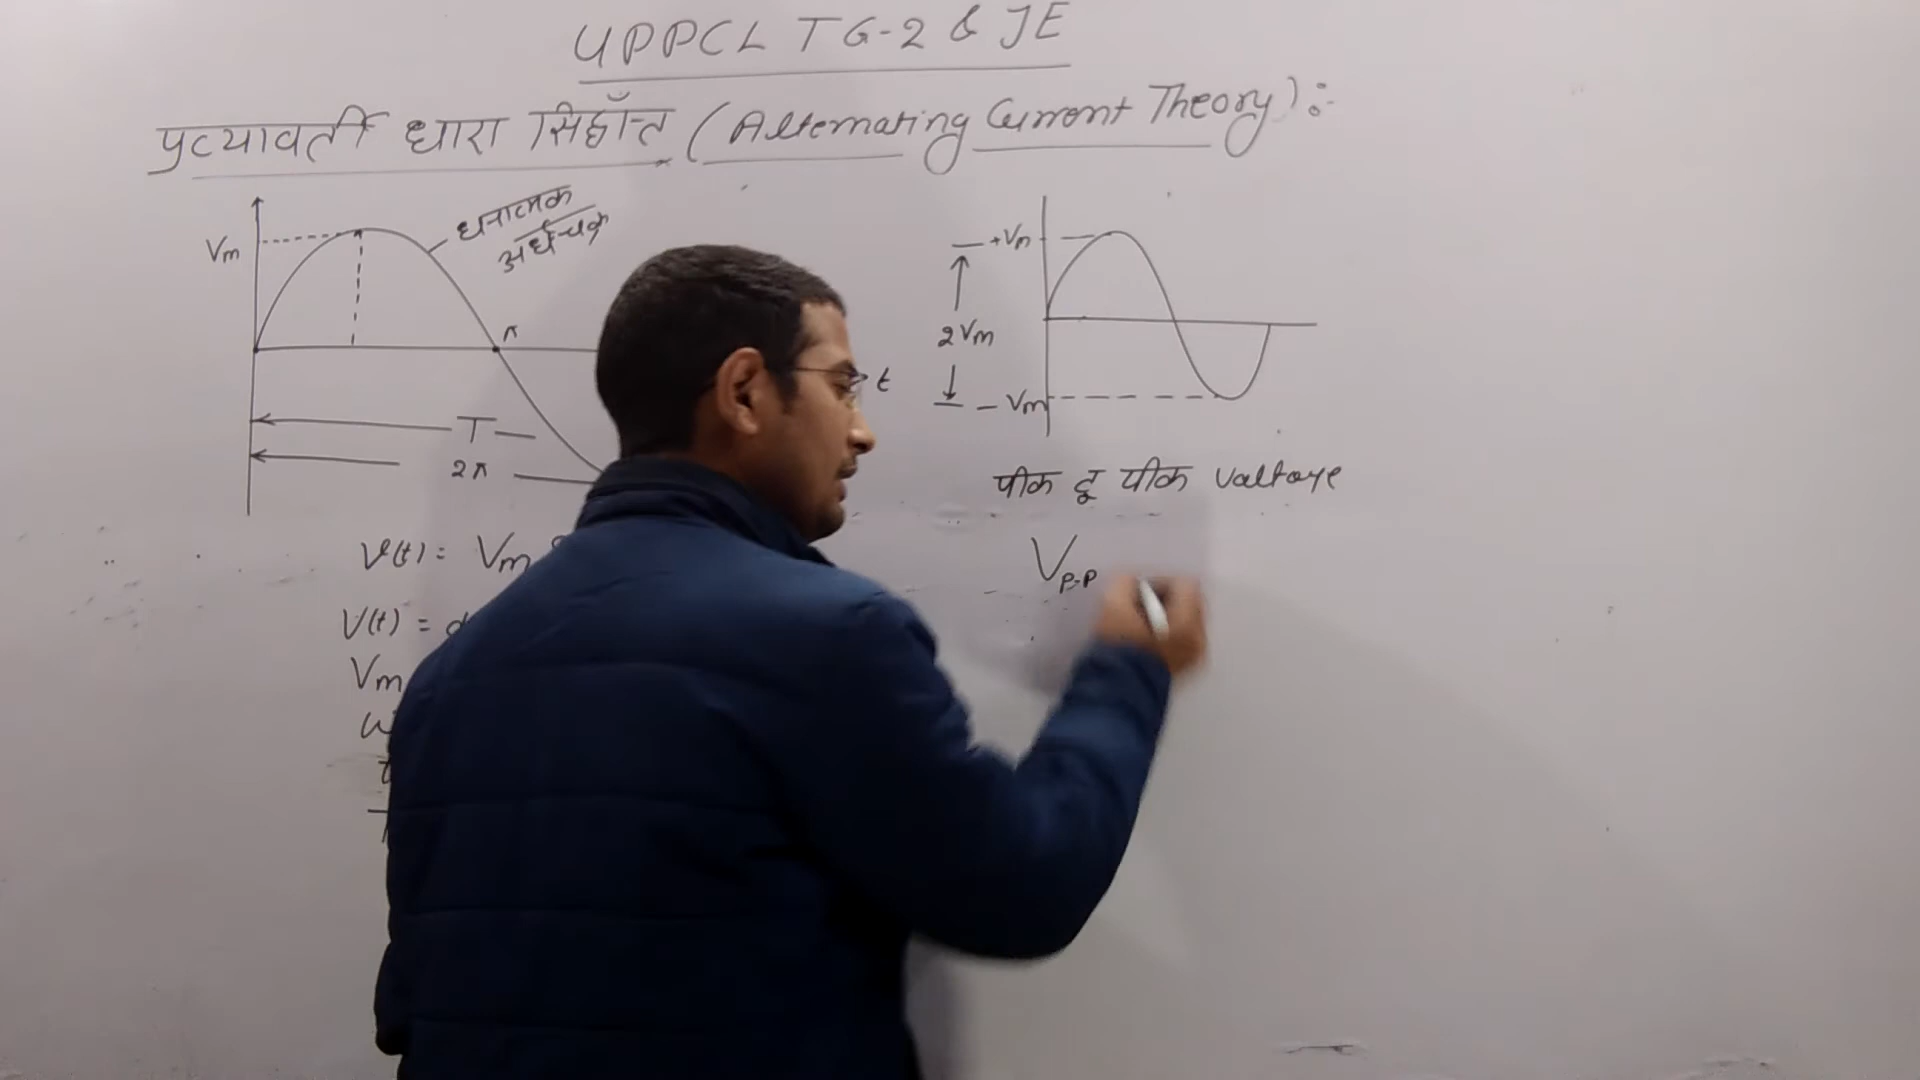 UPPCL TG-2 & JE
प्रत्यावर्ती धारा सिद्धाँन्त (Alternating Current Theory):-
Vm
धनात्मक
अर्धचक्र
π
t
T
2π
+Vm
2Vm
-Vm
v(t) = Vm
V(t) =
Vm
ω
t
T
पीक टू पीक Valtage
Vp-p